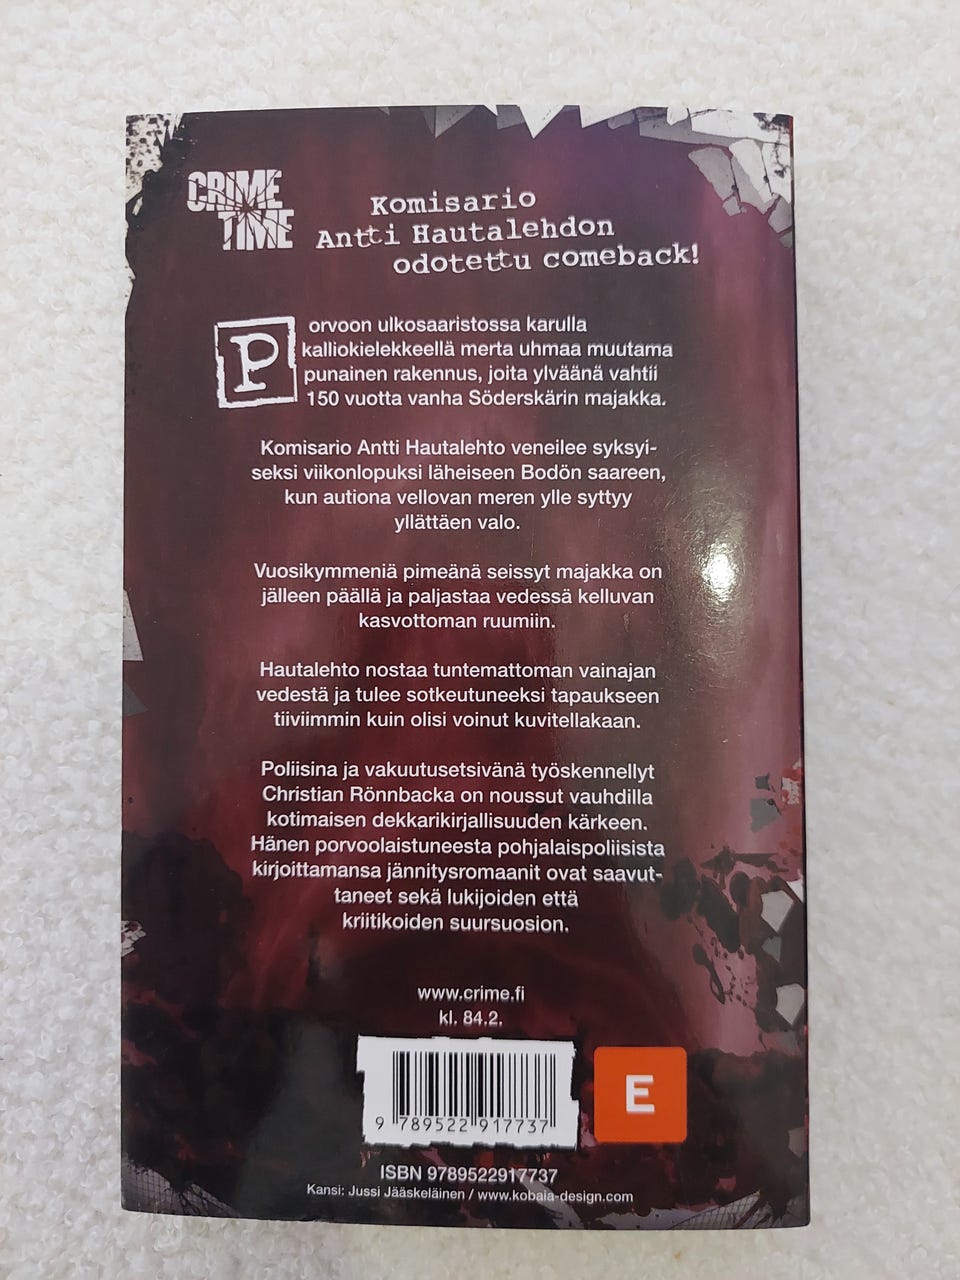 CRIME
TIME
Komisario
Antti Hautalehdon
odotettu comeback!
Porvoon ulkosaaristossa karulla
kalliokielekkeellä merta uhmaa muutama
punainen rakennus, joita ylväänä vahtii
150 vuotta vanha Söderskärin majakka.
Komisario Antti Hautalehto veneilee syksyi-
seksi viikonlopuksi läheiseen Bodön saareen,
kun autiona vellovan meren ylle syttyy
yllättäen valo.
Vuosikymmeniä pimeänä seissyt majakka on
jälleen päällä ja paljastaa vedessä kelluvan
kasvottoman ruumiin.
Hautalehto nostaa tuntemattoman vainajan
vedestä ja tulee sotkeutuneeksi tapaukseen
tiiviimmin kuin olisi voinut kuvitellakaan.
Poliisina ja vakuutusetsivänä työskennellyt
Christian Rönnbacka on noussut vauhdilla
kotimaisen dekkarikirjallisuuden kärkeen.
Hänen porvoolaistuneesta pohjalaispoliisista
kirjoittamansa jännitysromaanit ovat saavut-
taneet sekä lukijoiden että
kriitikoiden suursuosion.
www.crime.fi
kl. 84.2.
9 789522 917737
E
ISBN 9789522917737
Kansi: Jussi Jääskeläinen / www.kobaia-design.com